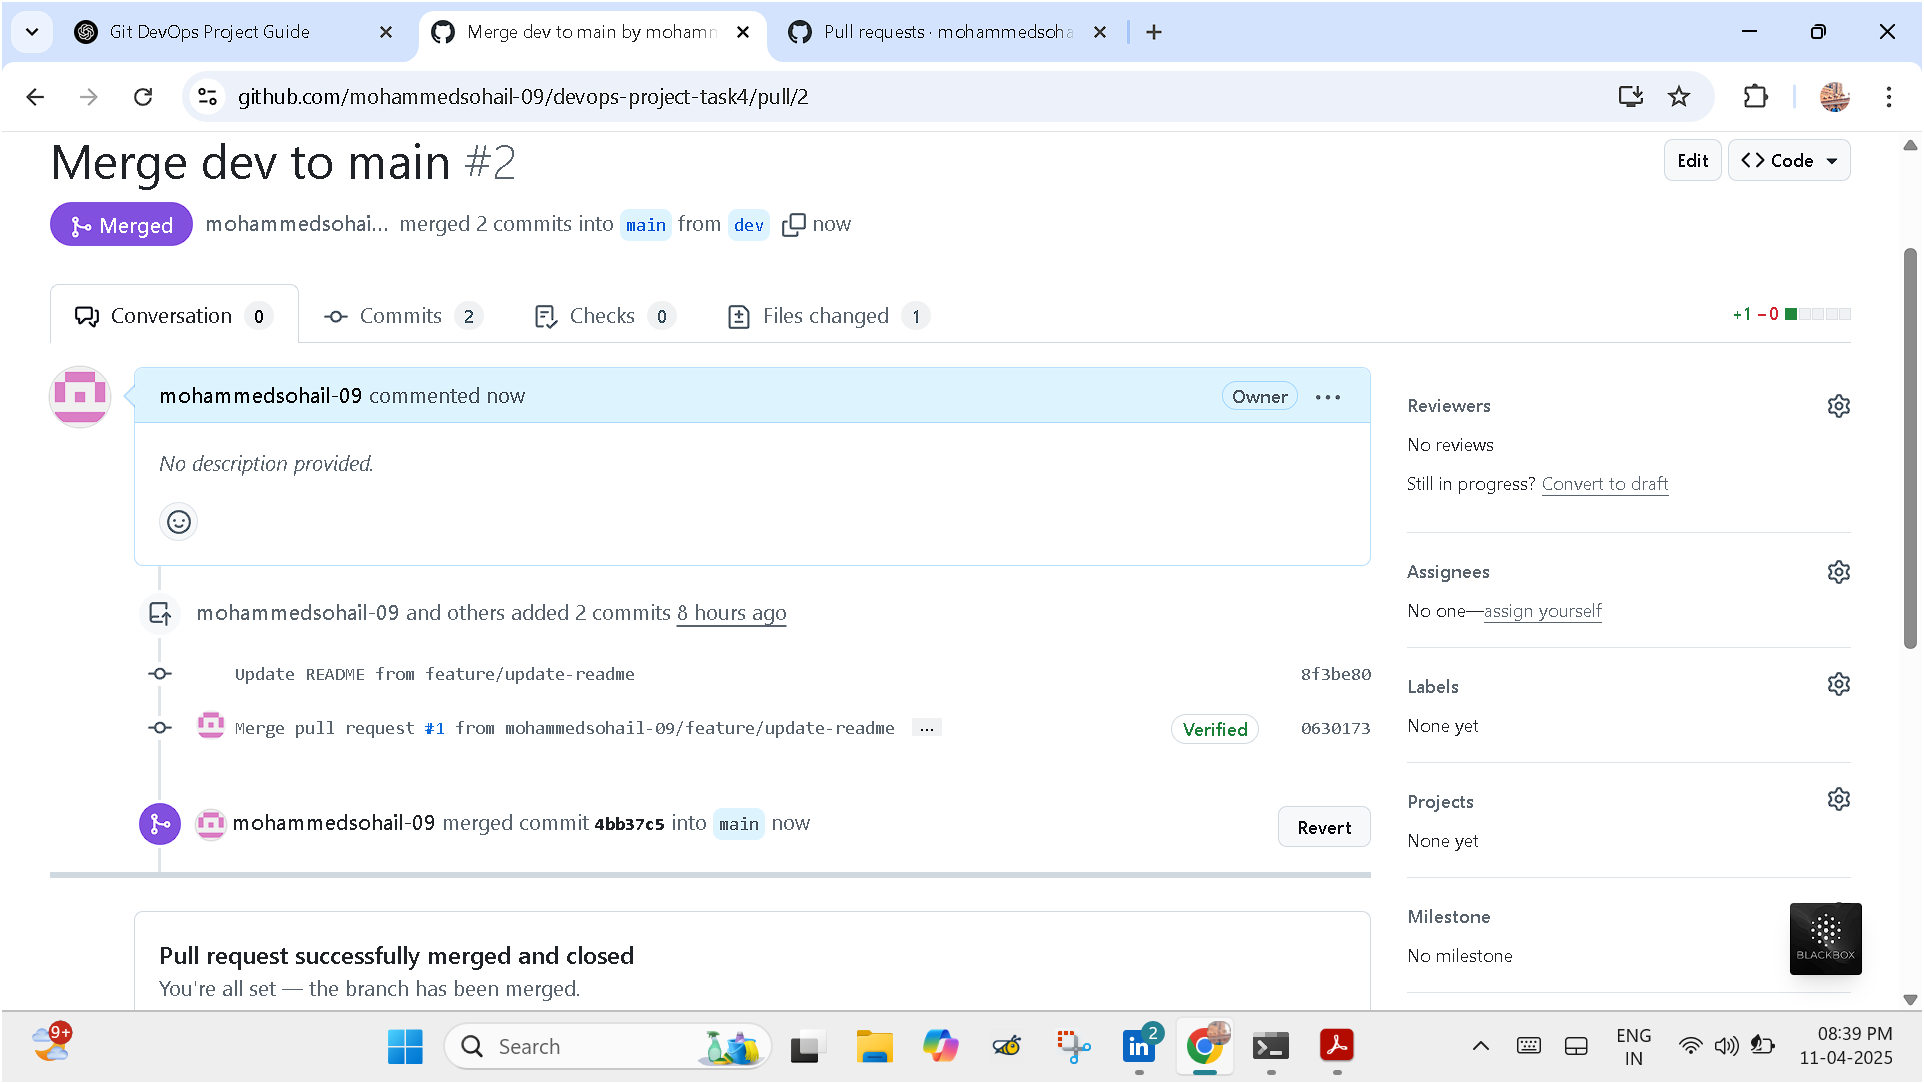 Git DevOps Project Guide
Merge dev to main by mohamm
Pull requests · mohammedsoha
github.com/mohammedsohail-09/devops-project-task4/pull/2
Merge dev to main #2
Edit
Code
Merged
mohammedsohai... merged 2 commits into main from dev now
Conversation 0
Commits 2
Checks 0
Files changed 1
+1 −0
mohammedsohail-09 commented now
Owner
No description provided.
mohammedsohail-09 and others added 2 commits 8 hours ago
Update README from feature/update-readme
8f3be80
Merge pull request #1 from mohammedsohail-09/feature/update-readme ...
Verified
0630173
mohammedsohail-09 merged commit 4bb37c5 into main now
Revert
Pull request successfully merged and closed
You're all set — the branch has been merged.
Reviewers
No reviews
Still in progress? Convert to draft
Assignees
No one—assign yourself
Labels
None yet
Projects
None yet
Milestone
No milestone
BLACKBOX
9+
Search
2
ENG
IN
08:39 PM
11-04-2025